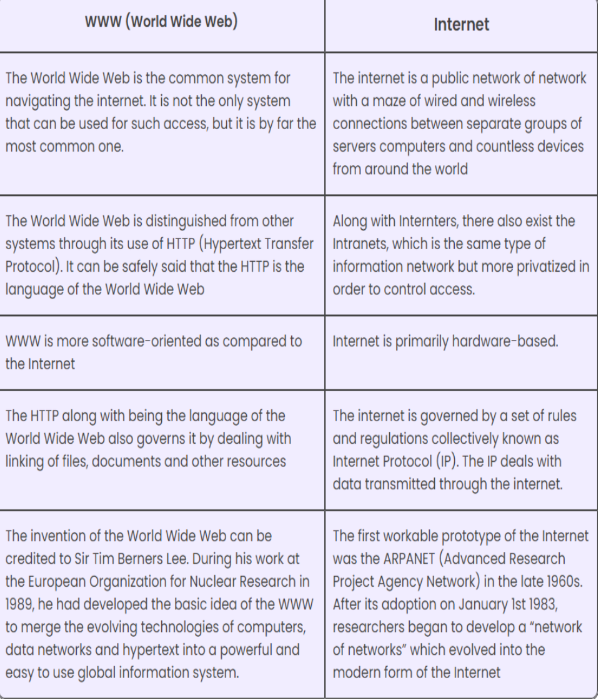 WWW (World Wide Web)
Internet
The World Wide Web is the common system for
navigating the internet. It is not the only system
that can be used for such access, but it is by far the
most common one.
The internet is a public network of network
with a maze of wired and wireless
connections between separate groups of
servers computers and countless devices
from around the world
The World Wide Web is distinguished from other
systems through its use of HTTP (Hypertext Transfer
Protocol). It can be safely said that the HTTP is the
language of the World Wide Web
Along with Internters, there also exist the
Intranets, which is the same type of
information network but more privatized in
order to control access.
WWW is more software-oriented as compared to
the Internet
Internet is primarily hardware-based.
The HTTP along with being the language of the
World Wide Web also governs it by dealing with
linking of files, documents and other resources
The internet is governed by a set of rules
and regulations collectively known as
Internet Protocol (IP). The IP deals with
data transmitted through the internet.
The invention of the World Wide Web can be
credited to Sir Tim Berners Lee. During his work at
the European Organization for Nuclear Research in
1989, he had developed the basic idea of the WWW
to merge the evolving technologies of computers,
data networks and hypertext into a powerful and
easy to use global information system.
The first workable prototype of the Internet
was the ARPANET (Advanced Research
Project Agency Network) in the late 1960s.
After its adoption on January 1st 1983,
researchers began to develop a “network
of networks” which evolved into the
modern form of the Internet